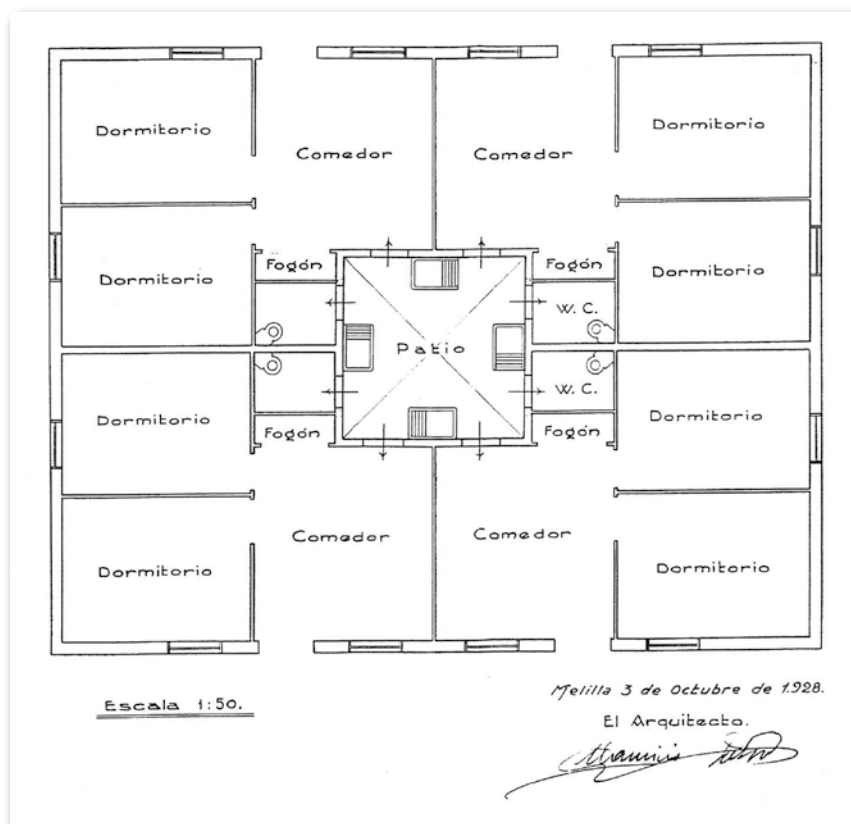 Dormitorio
Comedor
Comedor
Dormitorio
Dormitorio
Fogón
Fogón
Dormitorio
W. C.
Patio
W. C.
Dormitorio
Fogón
Fogón
Dormitorio
Comedor
Comedor
Dormitorio
Dormitorio
Escala 1:50.
Melilla 3 de Octubre de 1.928.
El Arquitecto.